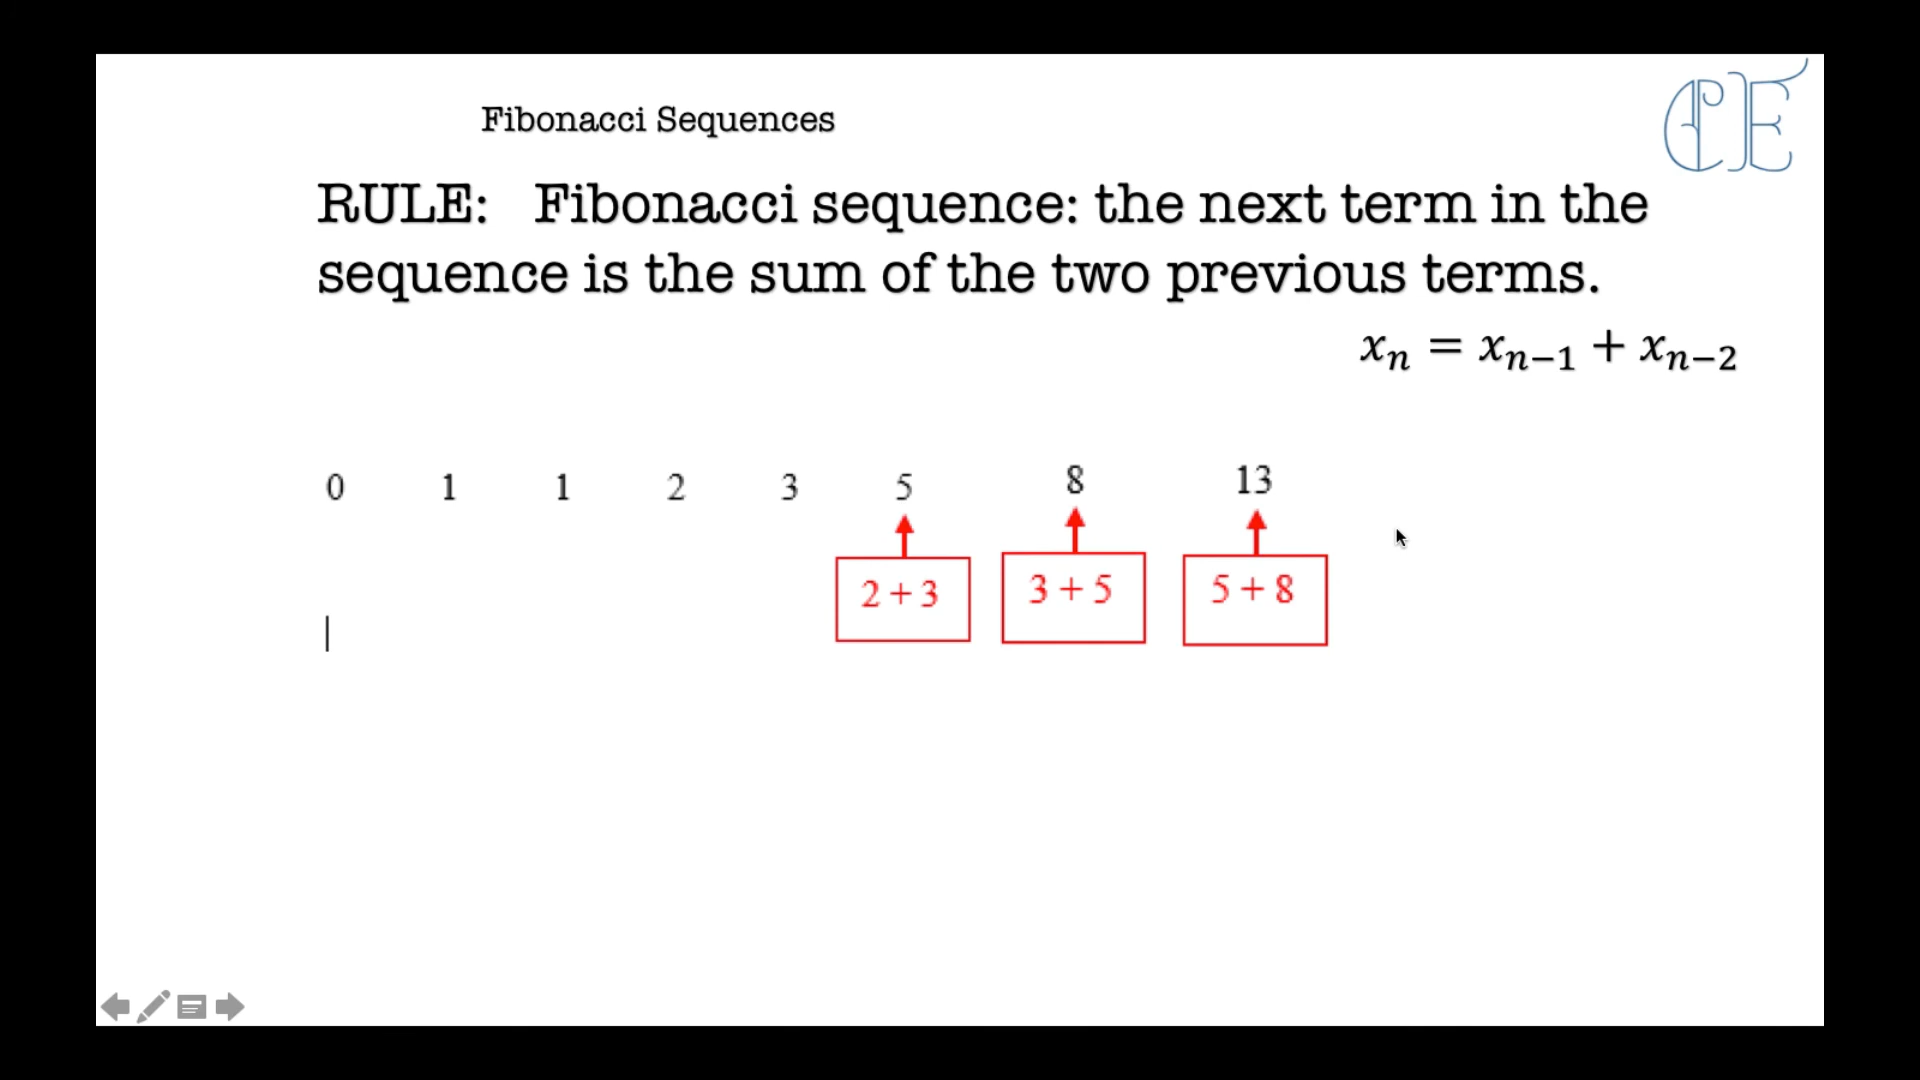 Fibonacci Sequences
CE
RULE: Fibonacci sequence: the next term in the
sequence is the sum of the two previous terms.
xₙ = xₙ₋₁ + xₙ₋₂
0 1 1 2 3 5 8 13
2 + 3 3 + 5 5 + 8